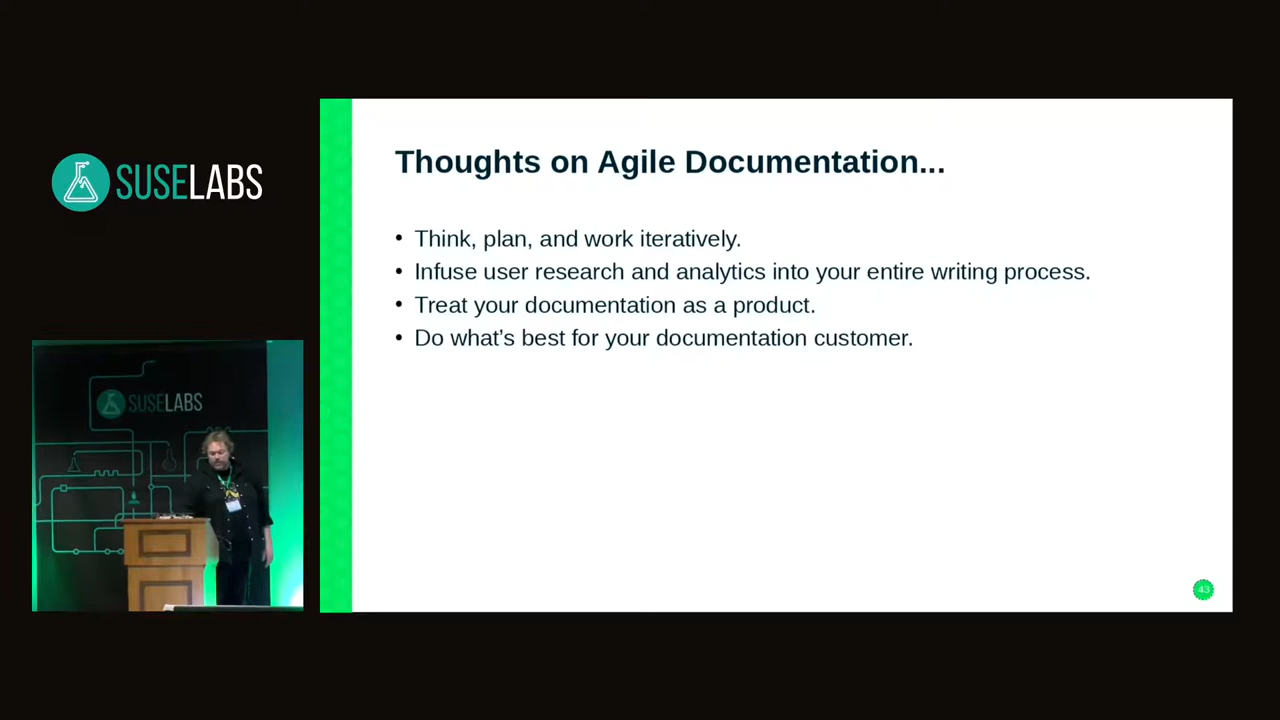 SUSELABS
Thoughts on Agile Documentation...
• Think, plan, and work iteratively.
• Infuse user research and analytics into your entire writing process.
• Treat your documentation as a product.
• Do what's best for your documentation customer.
SUSELABS
43